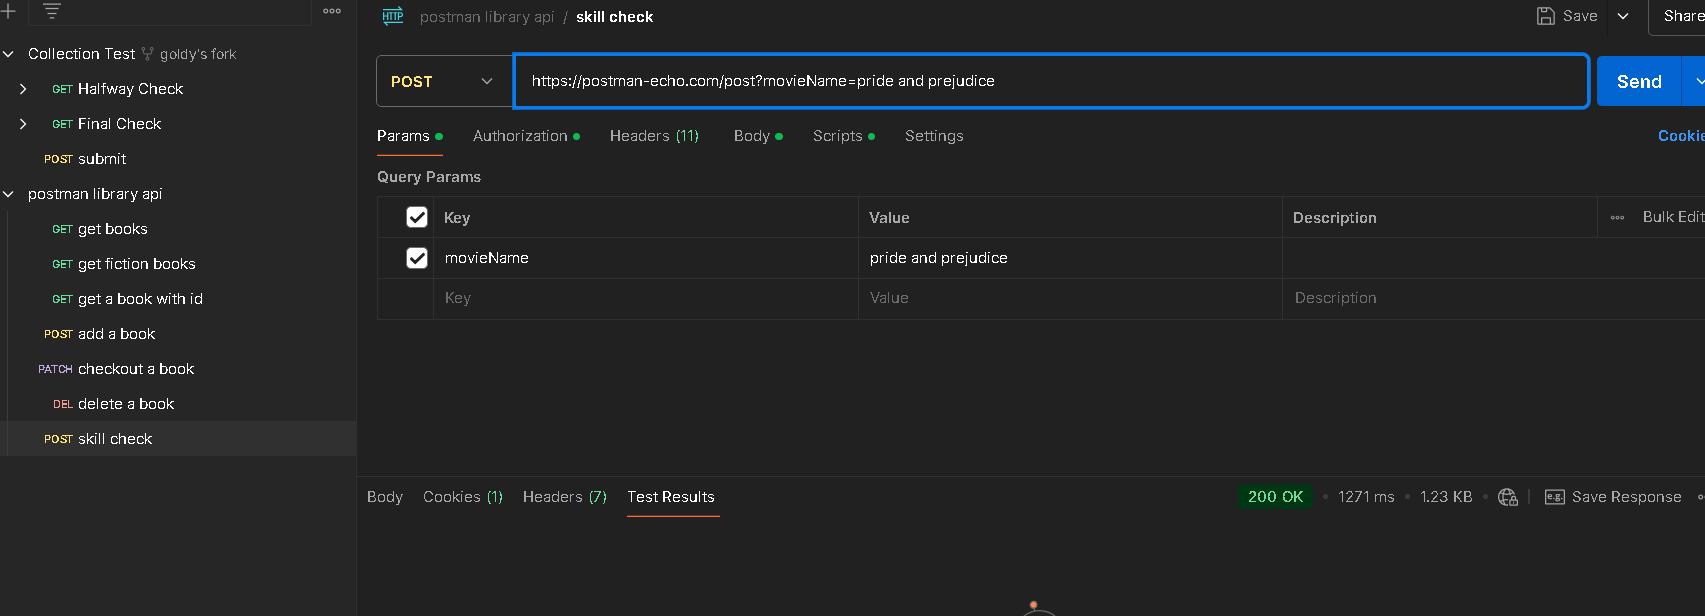 HTTP postman library api / skill check
Save
Share
Collection Test goldy's fork
GET Halfway Check
GET Final Check
POST submit
postman library api
GET get books
GET get fiction books
GET get a book with id
POST add a book
PATCH checkout a book
DEL delete a book
POST skill check
POST https://postman-echo.com/post?movieName=pride and prejudice Send
Params Authorization Headers (11) Body Scripts Settings Cookie
Query Params
Key Value Description Bulk Edit
movieName pride and prejudice
Key Value Description
Body Cookies (1) Headers (7) Test Results 200 OK 1271 ms 1.23 KB e.g. Save Response